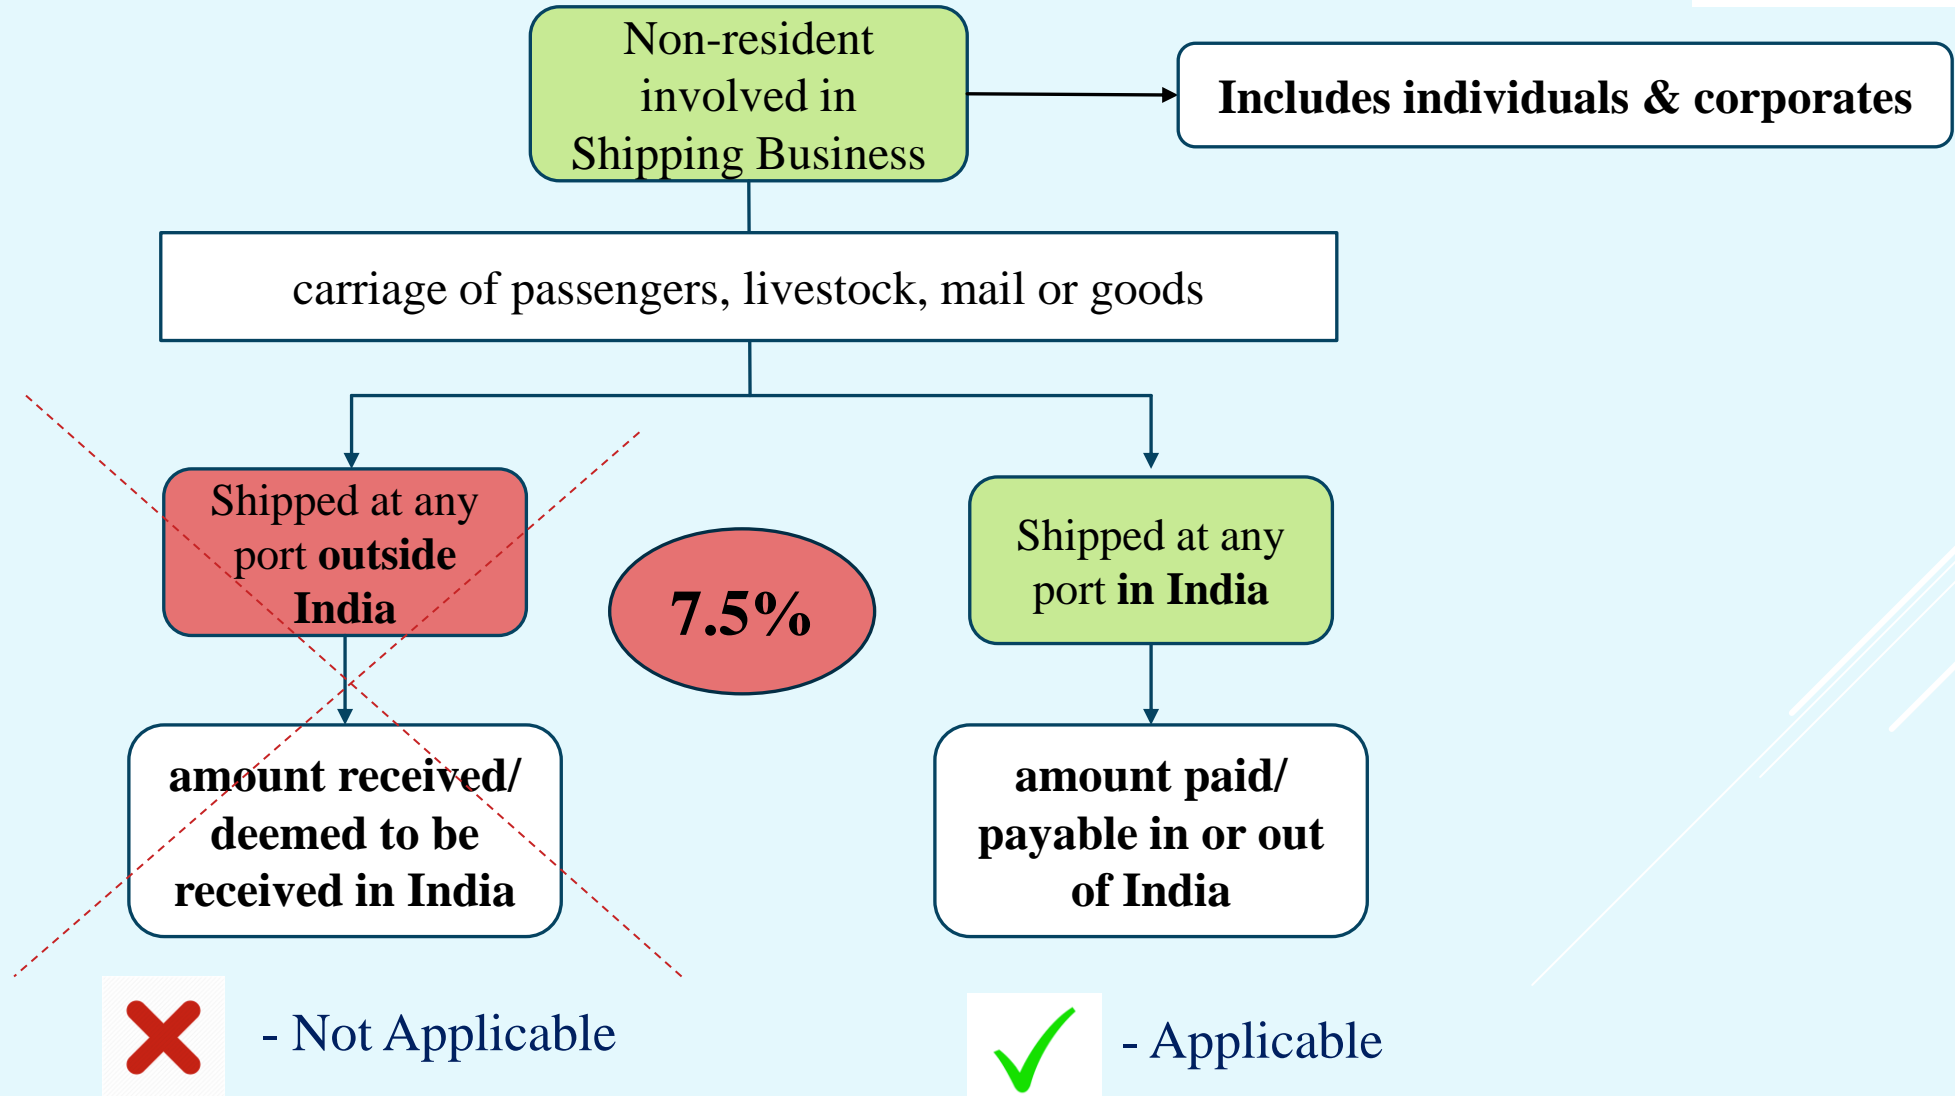 Non-resident
involved in
Shipping Business
Includes individuals & corporates
carriage of passengers, livestock, mail or goods
Shipped at any
port outside
India
7.5%
Shipped at any
port in India
amount received/
deemed to be
received in India
amount paid/
payable in or out
of India
- Not Applicable
- Applicable